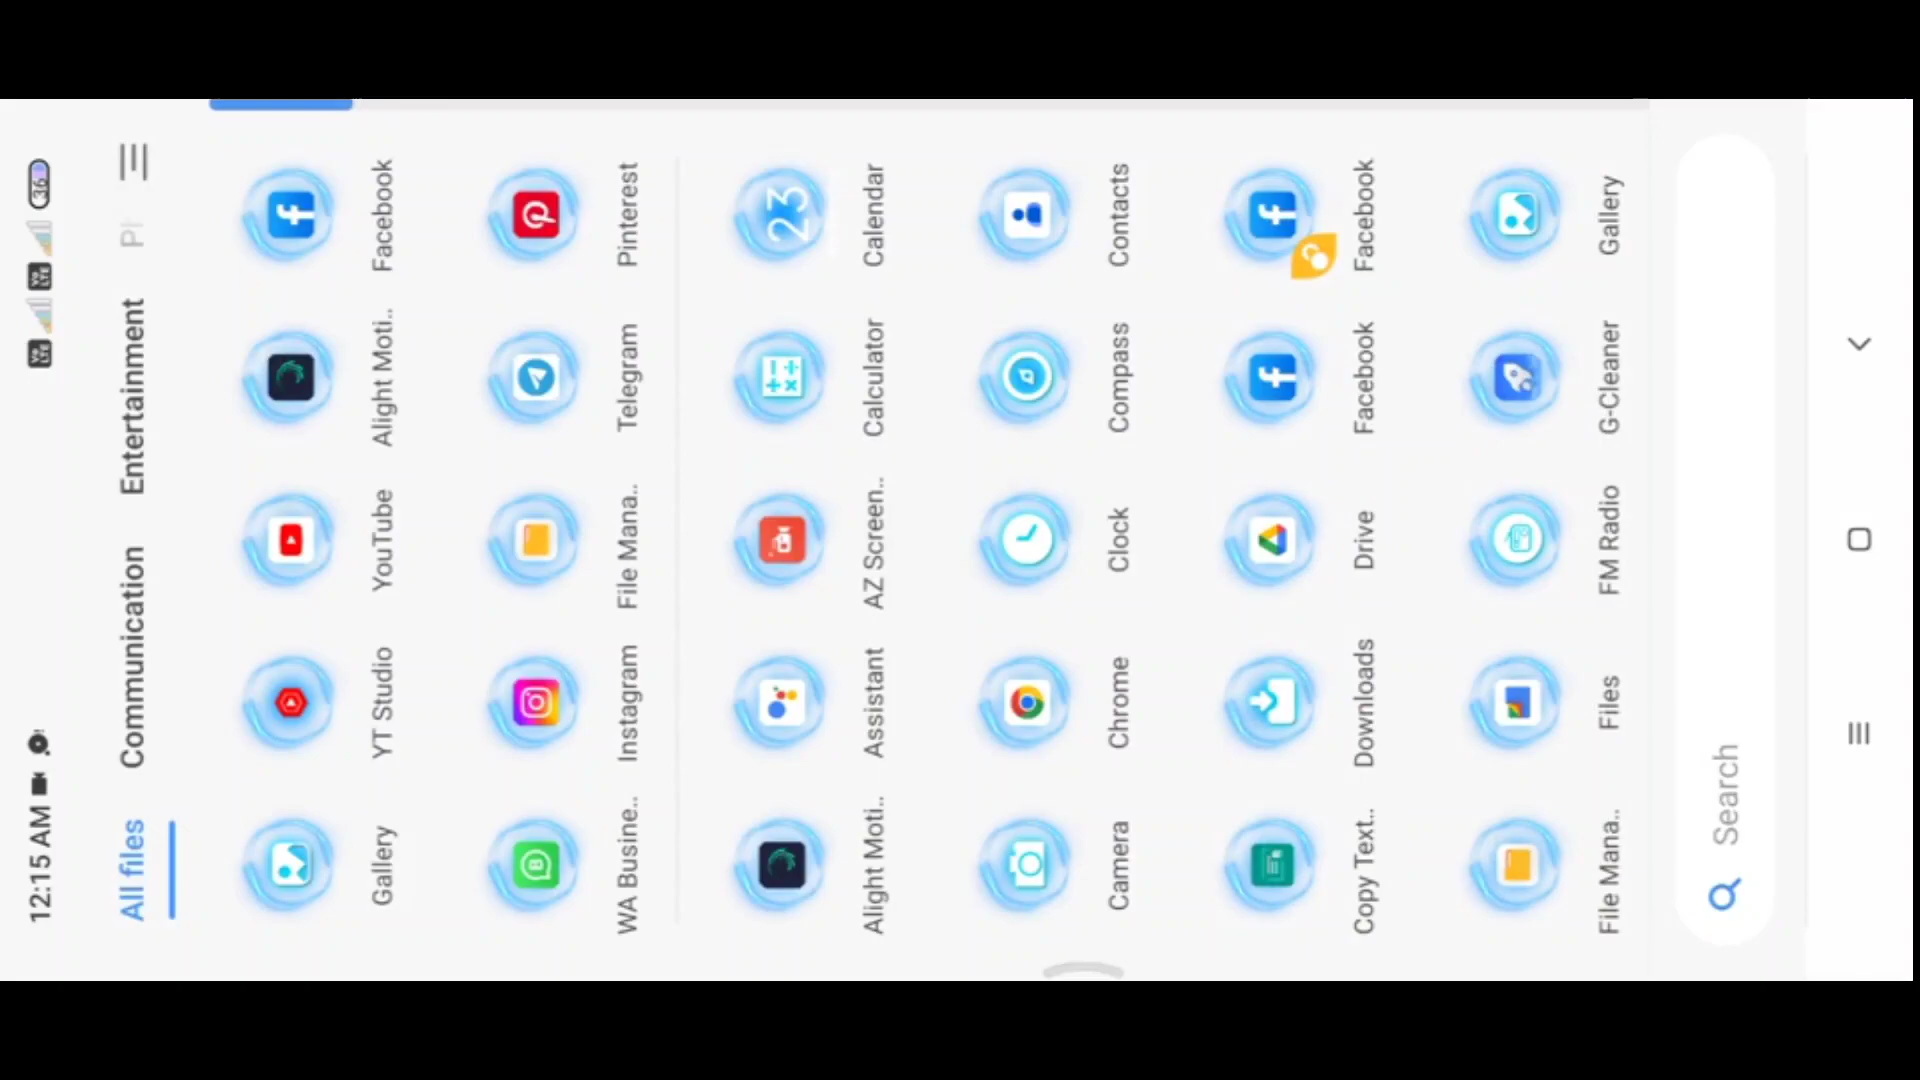 12:15 AM 36
All files Communication Entertainment
Gallery YT Studio YouTube Alight Moti.. Facebook
WA Busine.. Instagram File Mana.. Telegram Pinterest
23
Alight Moti.. Assistant AZ Screen.. Calculator Calendar
Camera Chrome Clock Compass Contacts
Copy Text.. Downloads Drive Facebook Facebook
File Mana.. Files FM Radio G-Cleaner Gallery
Search